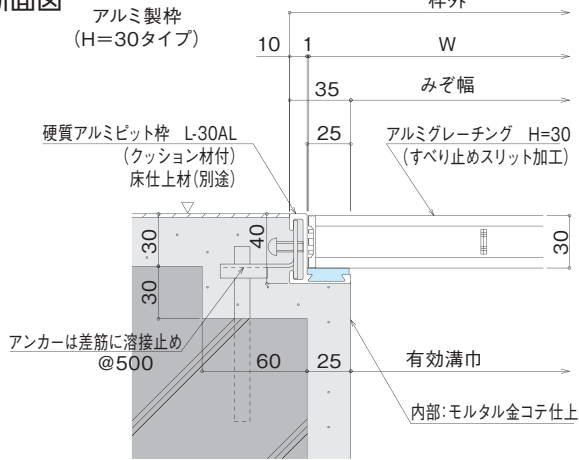 アルミ製枠
(H=30タイプ)
10
1
W
35
みぞ幅
25
硬質アルミピット枠 L-30AL
(クッション材付)
床仕上材(別途)
アルミグレーチング H=30
(すべり止めスリット加工)
30
40
30
30
アンカーは差筋に溶接止め
@500
60
25
有効溝巾
内部:モルタル金コテ仕上